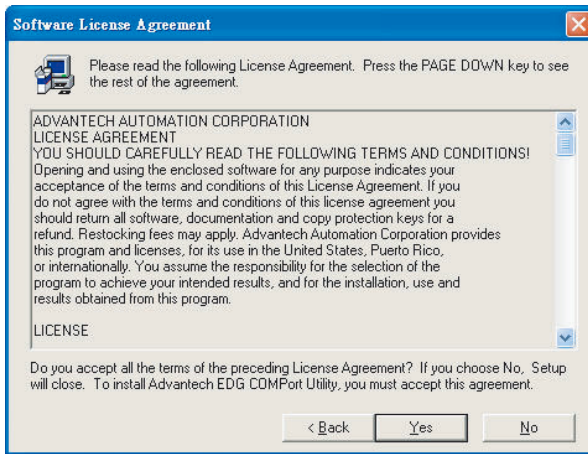 Software License Agreement
Please read the following License Agreement. Press the PAGE DOWN key to see
the rest of the agreement.
ADVANTECH AUTOMATION CORPORATION
LICENSE AGREEMENT
YOU SHOULD CAREFULLY READ THE FOLLOWING TERMS AND CONDITIONS!
Opening and using the enclosed software for any purpose indicates your
acceptance of the terms and conditions of this License Agreement. If you
do not agree with the terms and conditions of this license agreement you
should return all software, documentation and copy protection keys for a
refund. Restocking fees may apply. Advantech Automation Corporation provides
this program and licenses, for its use in the United States, Puerto Rico,
or internationally. You assume the responsibility for the selection of the
program to achieve your intended results, and for the installation, use and
results obtained from this program.
LICENSE
Do you accept all the terms of the preceding License Agreement? If you choose No, Setup
will close. To install Advantech EDG COMPort Utility, you must accept this agreement.
< Back
Yes
No